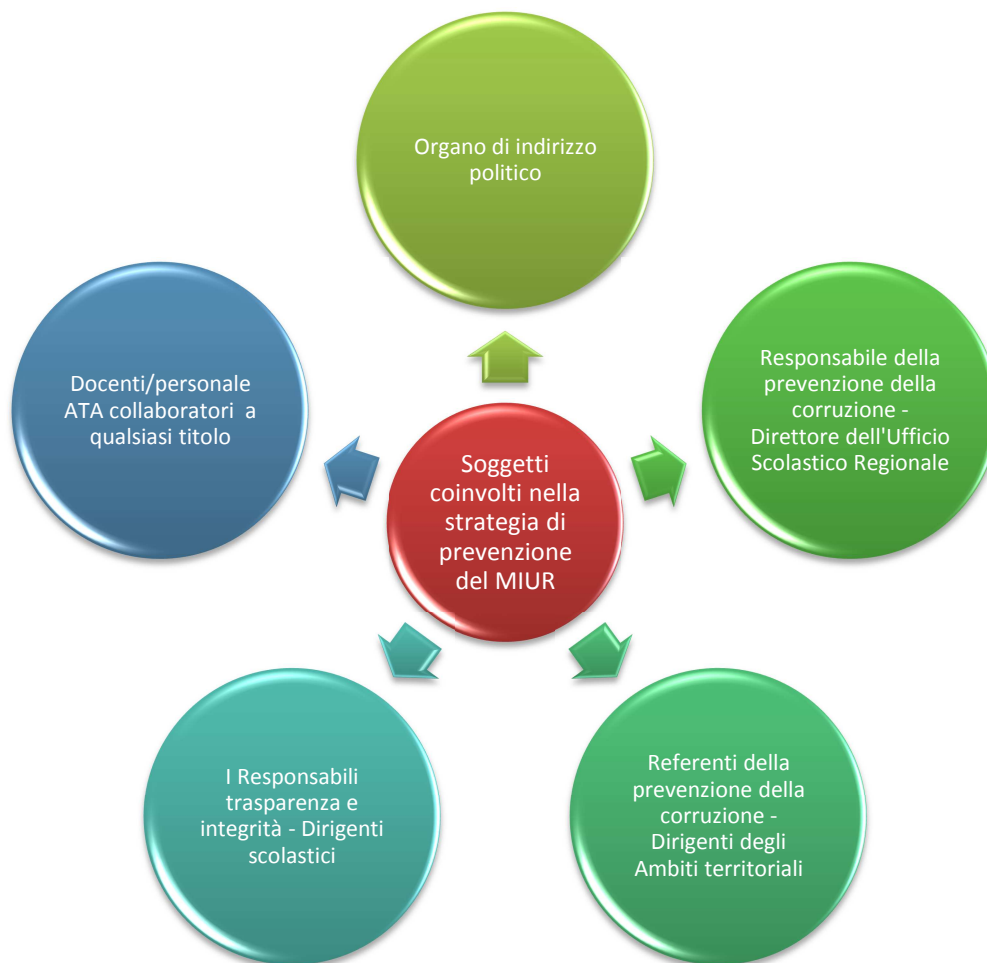 Organo di indirizzo
politico
Responsabile della
prevenzione della
corruzione -
Direttore dell'Ufficio
Scolastico Regionale
Docenti/personale
ATA collaboratori a
qualsiasi titolo
Soggetti
coinvolti nella
strategia di
prevenzione
del MIUR
I Responsabili
trasparenza e
integrità - Dirigenti
scolastici
Referenti della
prevenzione della
corruzione -
Dirigenti degli
Ambiti territoriali